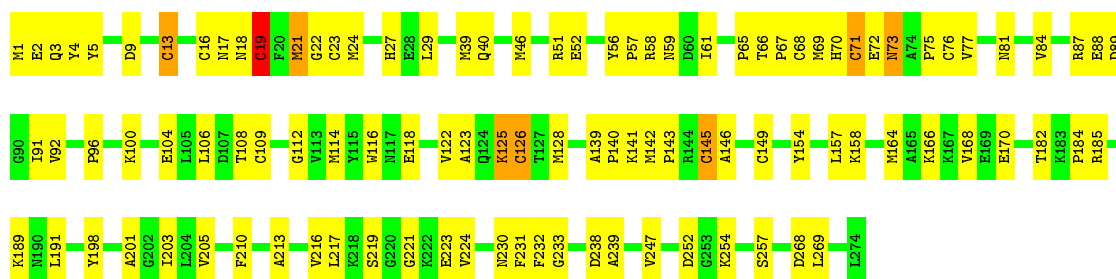 M1 E2 Q3 Y4 Y5 D9 C13 C16 N17 N18 C19 F20 M21 G22 C23 M24 H27 E28 L29 M39 Q40 M46 R51 E52 Y56 P57 R58 N59 D60 I61 P65 T66 P67 C68 M69 H70 C71 E72 N73 A74 P75 C76 V77 N81 V84 R87 E88
G90 I91 V92 P96 K100 E104 L105 L106 D107 T108 C109 G112 V113 M114 Y115 W116 N117 E118 V122 A123 Q124 K125 C126 T127 M128 A139 P140 K141 M142 P143 R144 C145 A146 C149 Y154 L157 K158 M164 A165 K166 K167 V168 E169 E170 T182 K183 P184 R185
K189 N190 L191 Y198 A201 G202 I203 L204 V205 F210 A213 V216 L217 K218 S219 G220 G221 K222 E223 V224 N230 F231 F232 G233 D238 A239 V247 D252 G253 K254 S257 D268 L269 L274